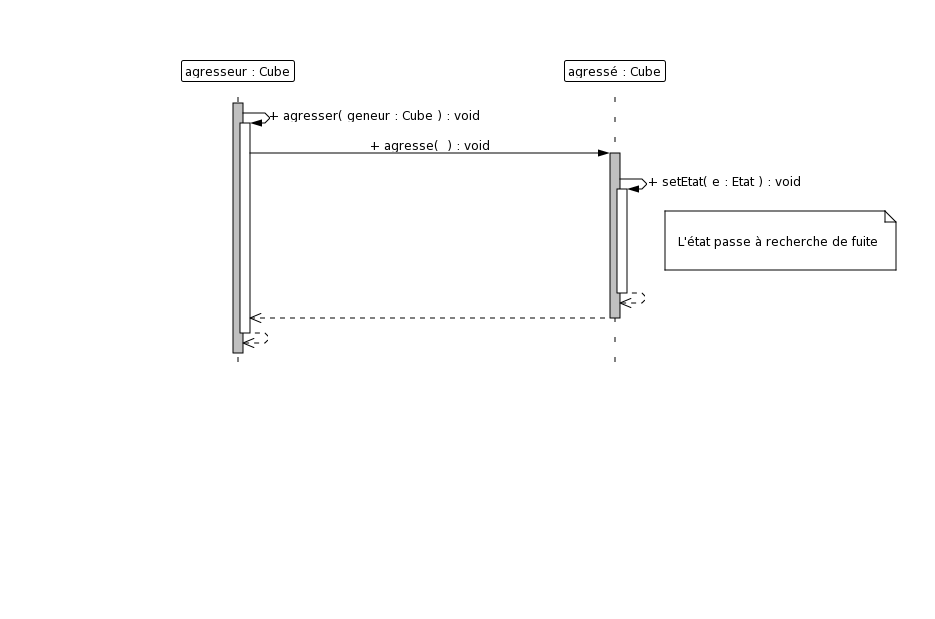 agresseur : Cube
agressé : Cube
+ agresser( geneur : Cube ) : void
+ agresse(  ) : void
+ setEtat( e : Etat ) : void
L'état passe à recherche de fuite